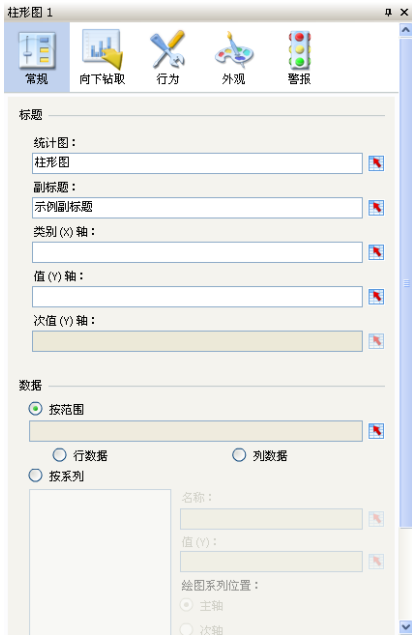 柱形图 1
常规 向下钻取 行为 外观 警报
标题
统计图：
柱形图
副标题：
示例副标题
类别(X) 轴：
值(Y) 轴：
次值(Y) 轴：
数据
按范围
行数据 列数据
按系列
名称：
值(Y)：
绘图系列位置：
主轴
次轴